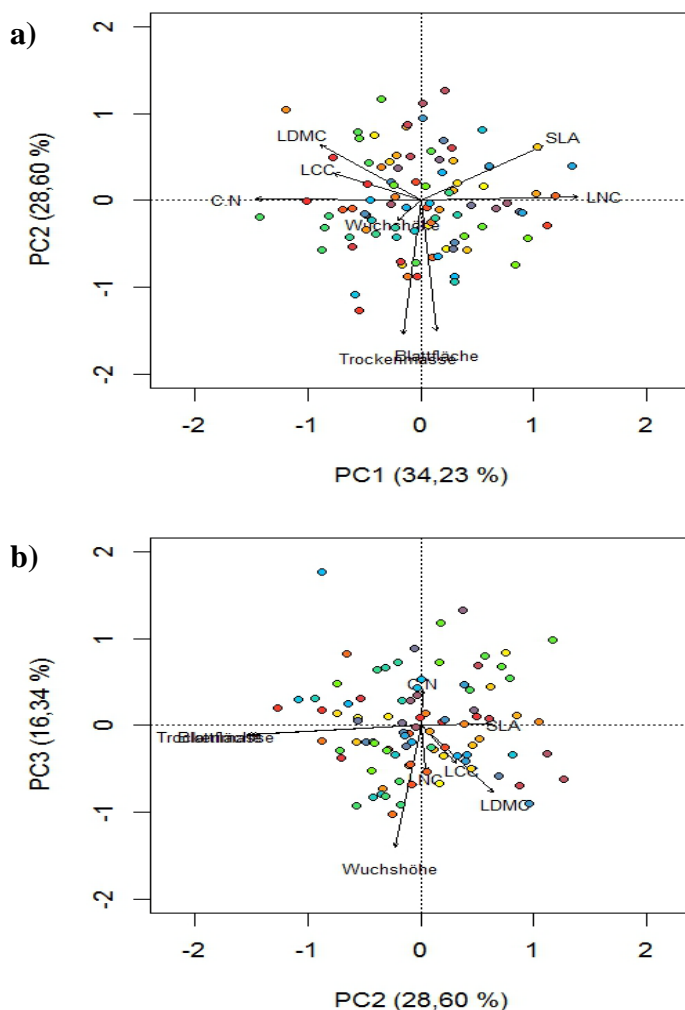 a)
2
1
0
-1
-2
PC2 (28,60 %)
LDMC
LCC
C.N
SLA
LNC
Wuchshöhe
Trockenmasse
Blattfläche
-2 -1 0 1 2
PC1 (34,23 %)
b)
2
1
0
-1
-2
PC3 (16,34 %)
C.N
SLA
LCC
LDMC
Wuchshöhe
-2 -1 0 1 2
PC2 (28,60 %)